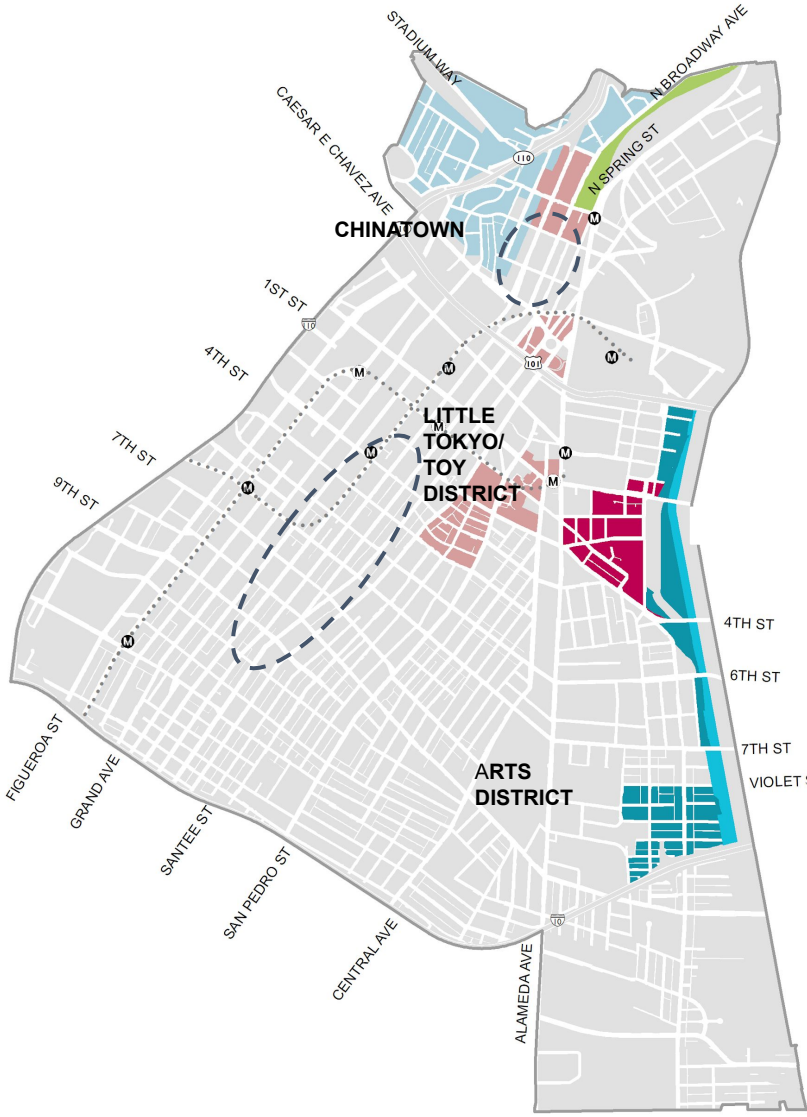 STADIUM WAY
N BROADWAY AVE
CAESAR E CHAVEZ AVE
110
N SPRING ST
M
CHINATOWN
1ST ST
110
M
101
M
M
4TH ST
LITTLE
TOKYO/
TOY
DISTRICT
M
M
M
M
7TH ST
M
9TH ST
4TH ST
M
6TH ST
FIGUEROA ST
GRAND AVE
7TH ST
ARTS
DISTRICT
VIOLET S
SANTEE ST
SAN PEDRO ST
CENTRAL AVE
10
ALAMEDA AVE